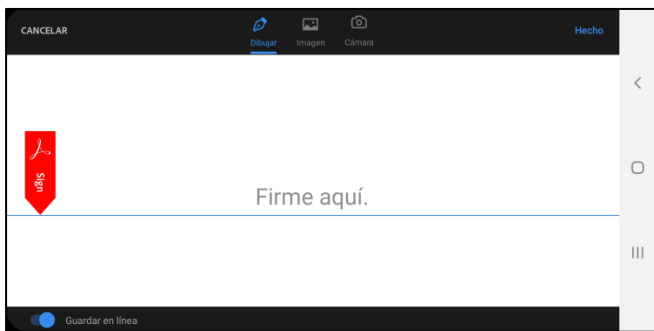 CANCELAR
Dibujar
Imagen
Cámara
Hecho
Sign
Firme aquí.
Guardar en línea